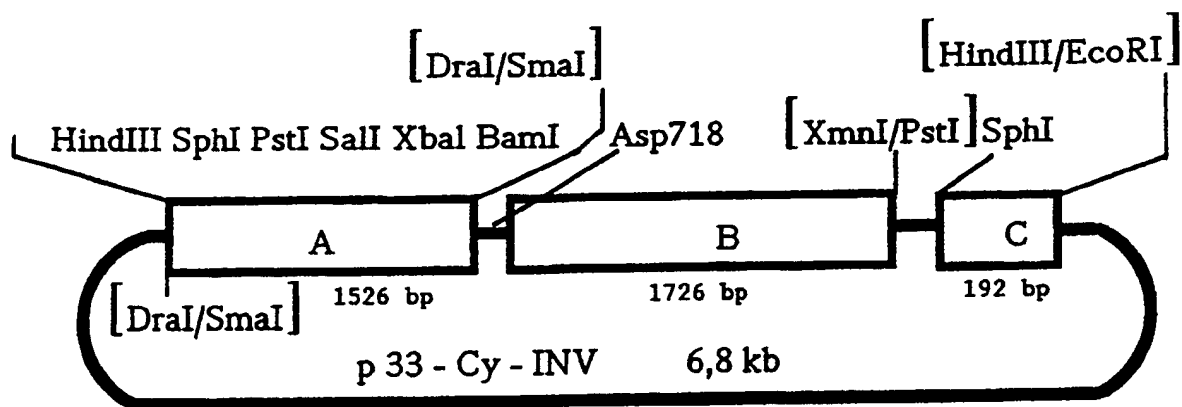 [DraI/SmaI]
[HindIII/EcoRI]
HindIII SphI PstI SalI XbaI BamI
Asp718
[XmnI/PstI] SphI
A
B
C
1526 bp
1726 bp
192 bp
[DraI/SmaI]
p 33 - Cy - INV 6,8 kb